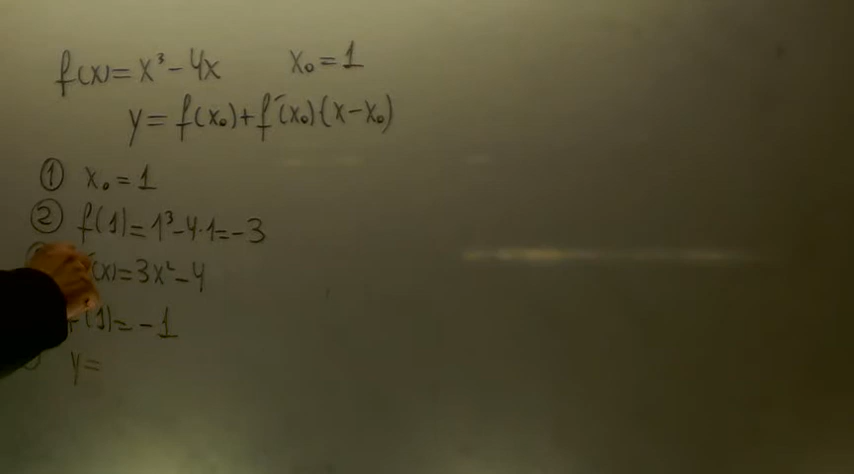 f(x)=x³-4x x₀=1
y=f(x₀)+f'(x₀)(x-x₀)
① x₀=1
② f(1)=1³-4·1=-3
(x)=3x²-4
'(1)=-1
y=